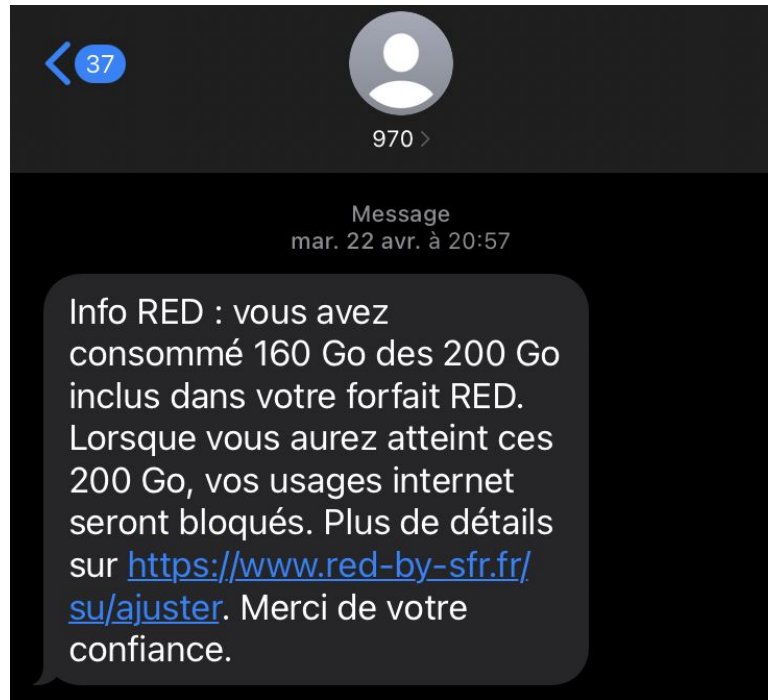 37
970 >
Message
mar. 22 avr. à 20:57
Info RED : vous avez
consommé 160 Go des 200 Go
inclus dans votre forfait RED.
Lorsque vous aurez atteint ces
200 Go, vos usages internet
seront bloqués. Plus de détails
sur https://www.red-by-sfr.fr/
su/ajuster. Merci de votre
confiance.